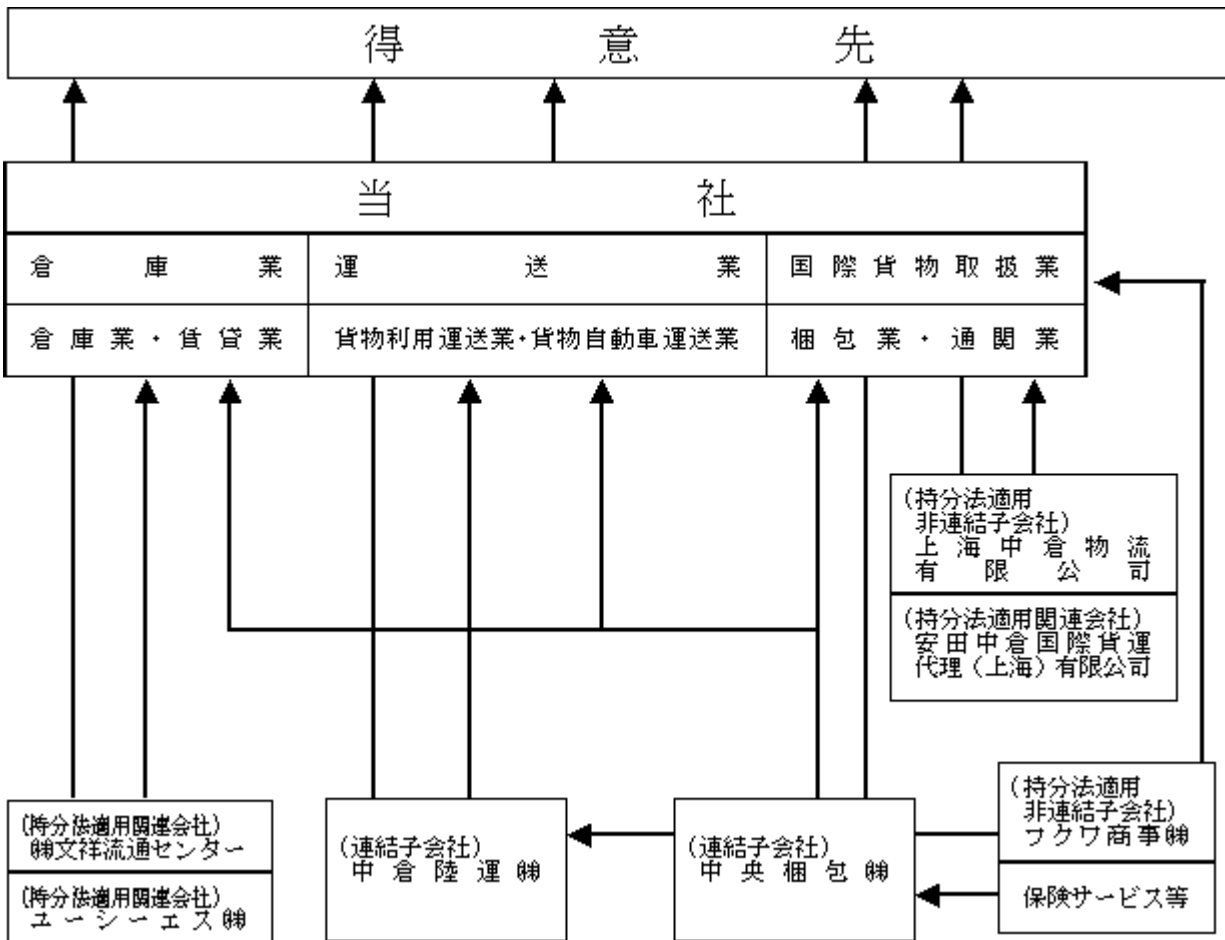 得意先
当社
倉庫業
運送業
国際貨物取扱業
倉庫業・賃貸業
貨物利用運送業・貨物自動車運送業
梱包業・通関業
(持分法適用
非連結子会社)
上海中倉物流
有限公司
(持分法適用関連会社)
安田中倉国際貨運
代理(上海)有限公司
(持分法適用関連会社)
㈱文祥流通センター
(持分法適用関連会社)
ユーシーエス㈱
(連結子会社)
中倉陸運㈱
(連結子会社)
中央梱包㈱
(持分法適用
非連結子会社)
フクワ商事㈱
保険サービス等